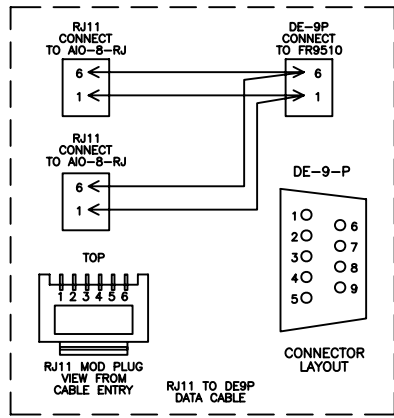 RJ11
CONNECT
TO AIO-8-RJ
6
1
DE-9P
CONNECT
TO FR9510
6
1
RJ11
CONNECT
TO AIO-8-RJ
6
1
TOP
1 2 3 4 5 6
RJ11 MOD PLUG
VIEW FROM
CABLE ENTRY
DE-9-P
1
2
3
4
5
6
7
8
9
CONNECTOR
LAYOUT
RJ11 TO DE9P
DATA CABLE